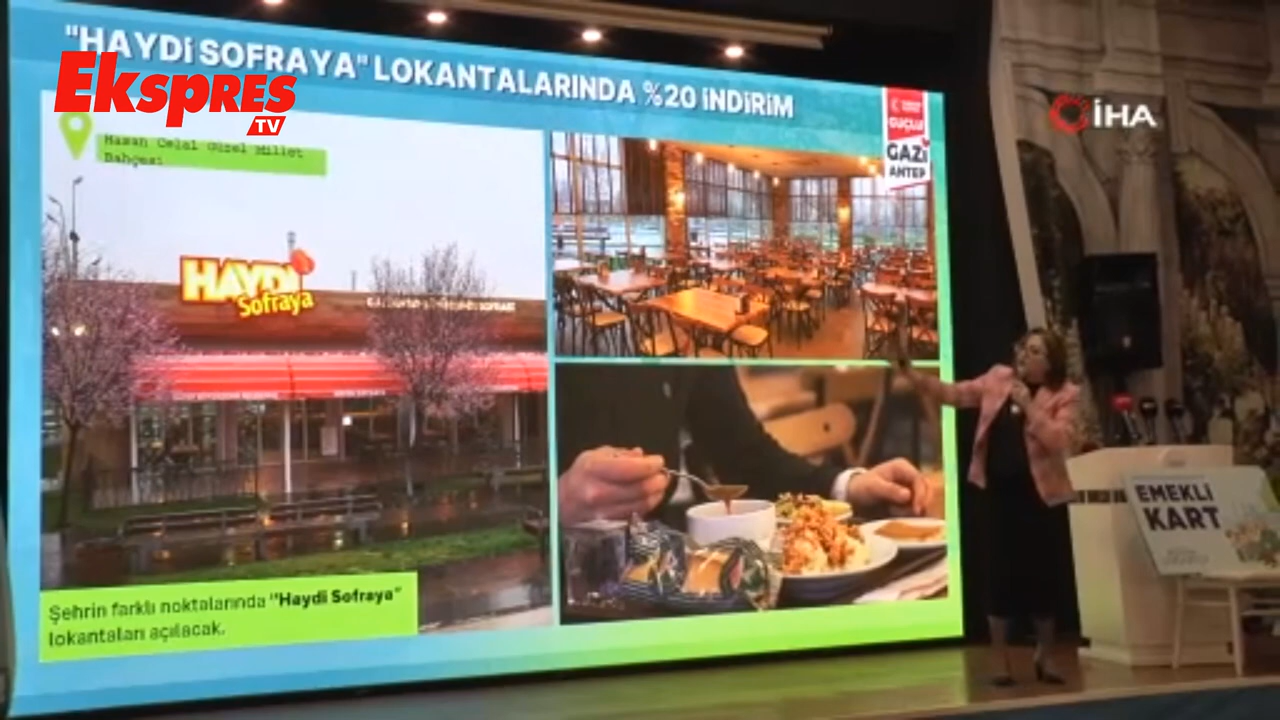 "HAYDİ SOFRAYA" LOKANTALARINDA %20 İNDİRİM
Ekspres
TV
İHA
GÜÇLÜ
GAZİ
ANTEP
Hasan Celal Güzel Millet
Bahçesi
HAYDİ
Sofraya
EMEKLİ
KART
Şehrin farklı noktalarında "Haydi Sofraya"
lokantaları açılacak.